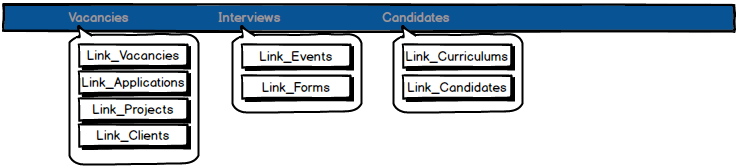 Vacancies
Interviews
Candidates
Link_Vacancies
Link_Applications
Link_Projects
Link_Clients
Link_Events
Link_Forms
Link_Curriculums
Link_Candidates